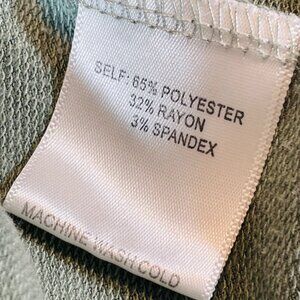 SELF: 65% POLYESTER
32% RAYON
3% SPANDEX
MACHINE WASH COLD